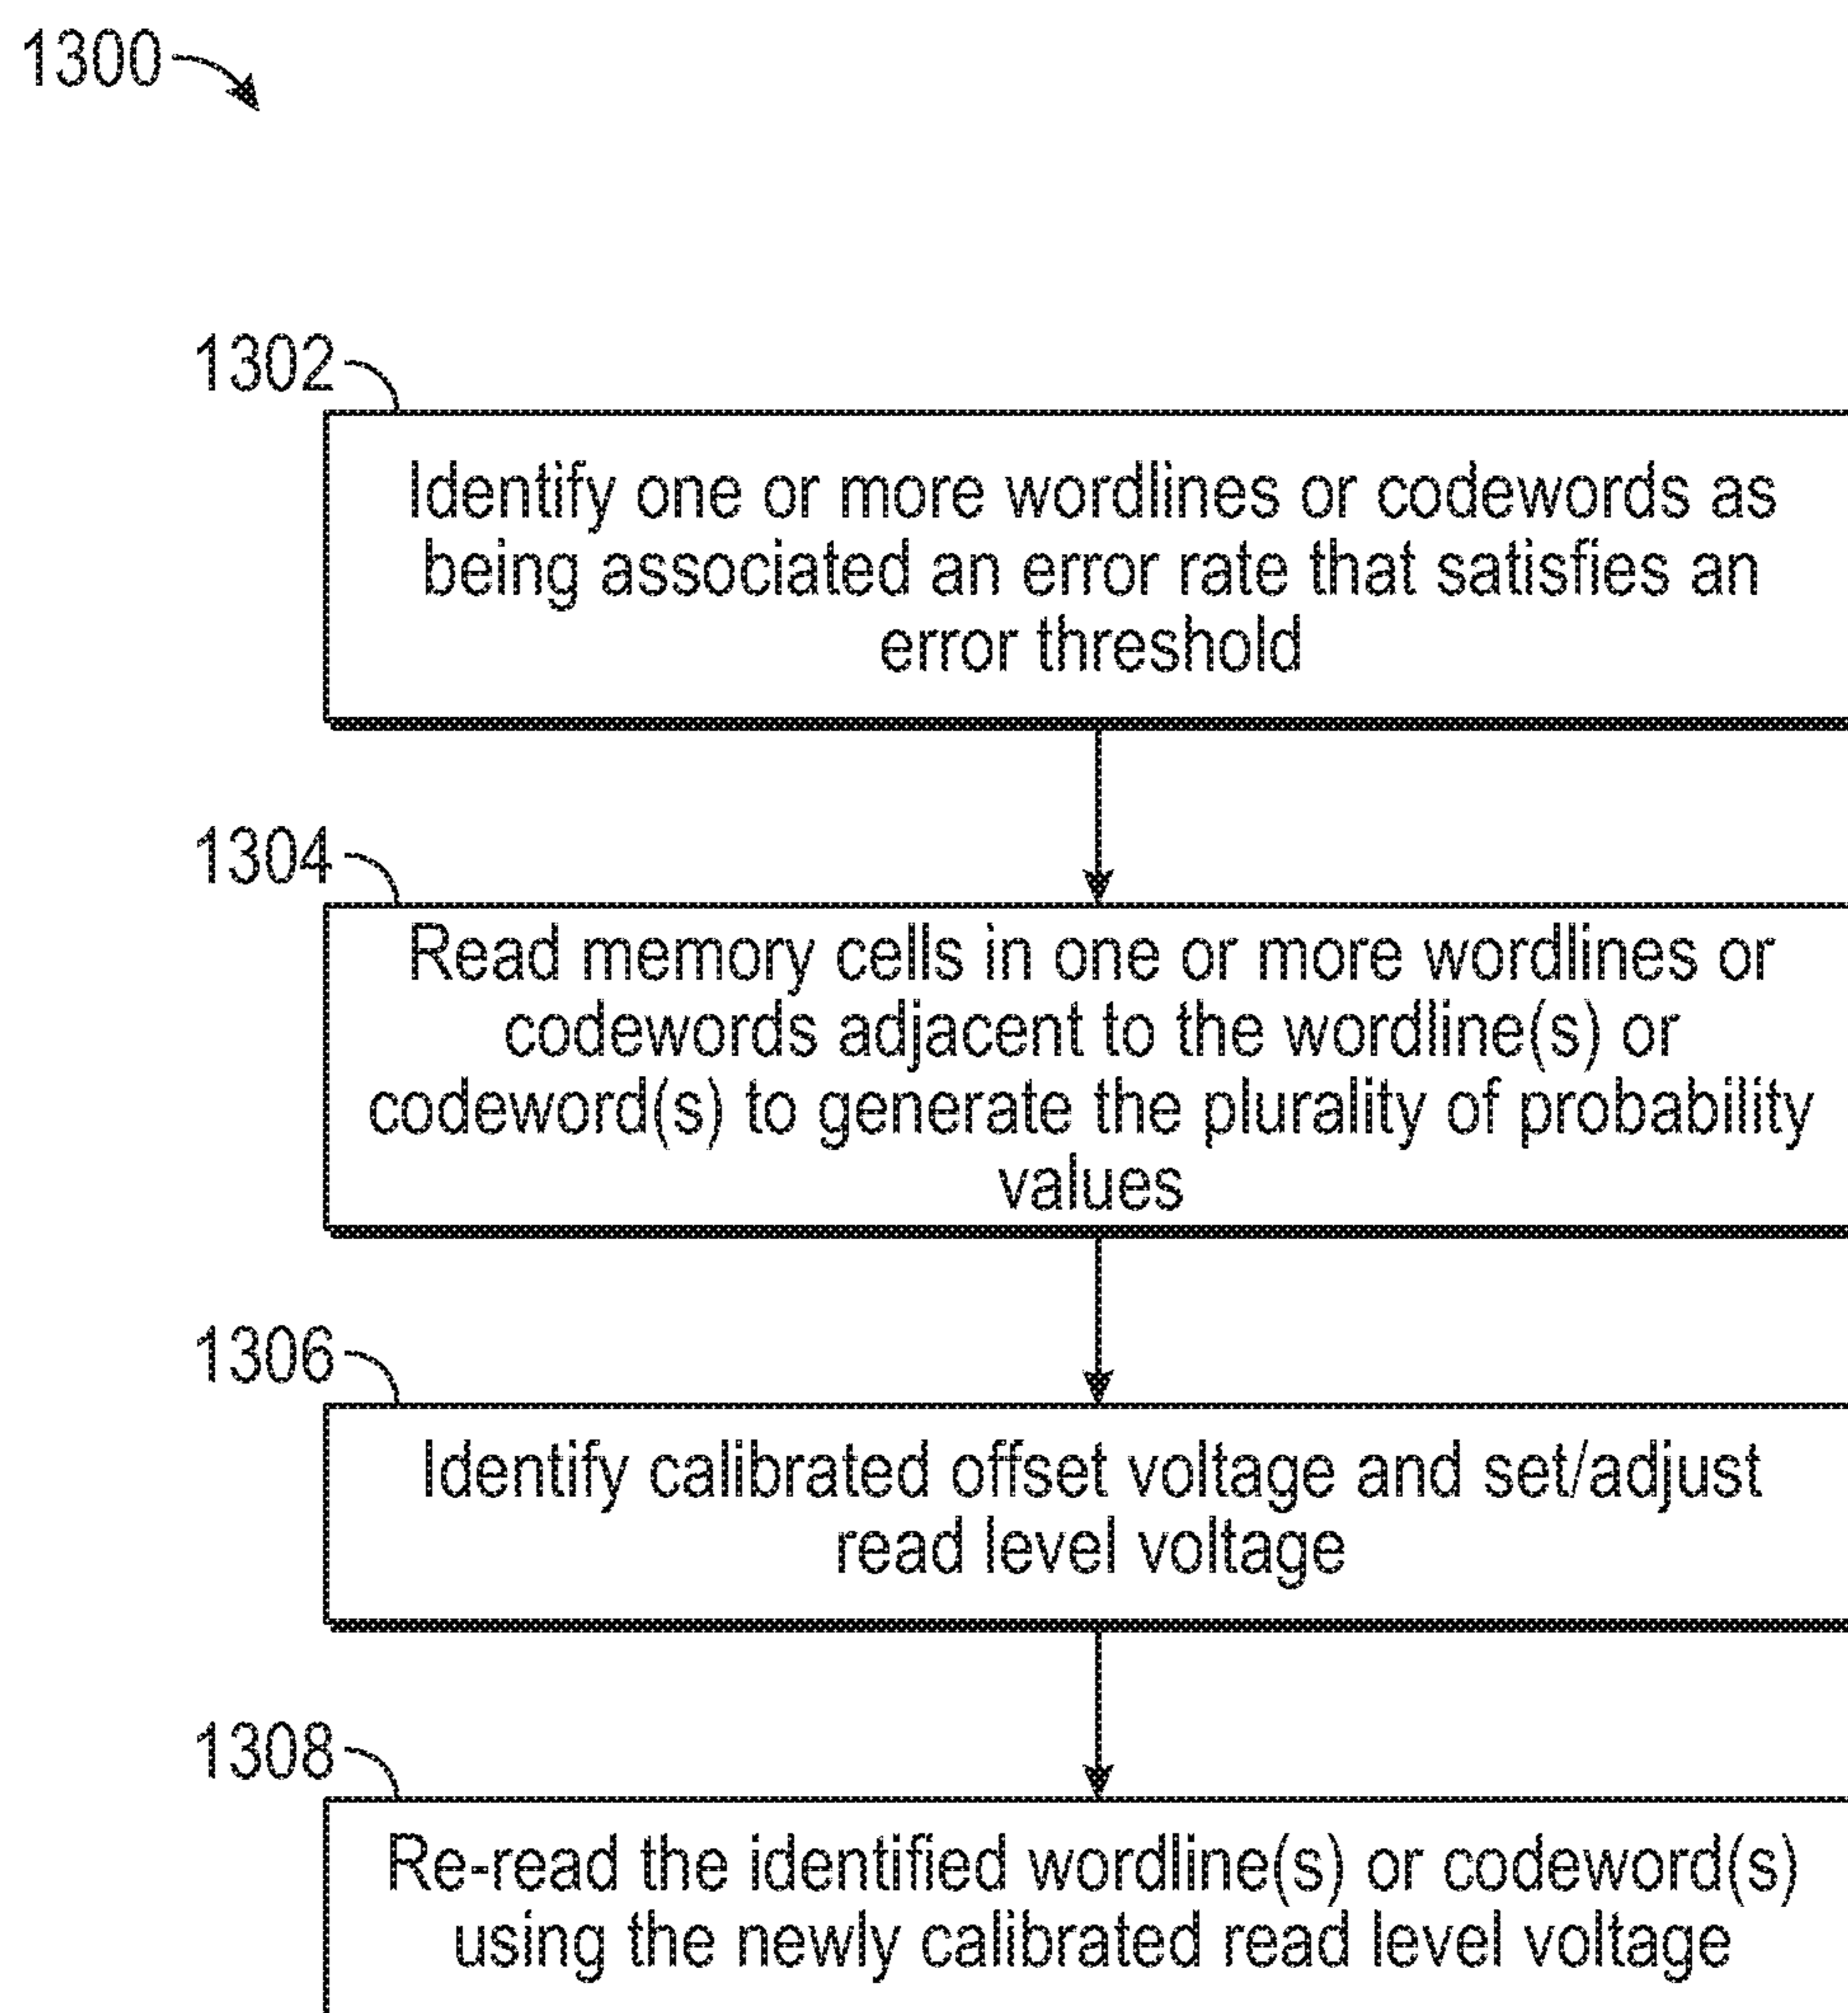 1300
1302
Identify one or more wordlines or codewords as
being associated an error rate that satisfies an
error threshold
1304
Read memory cells in one or more wordlines or
codewords adjacent to the wordline(s) or
codeword(s) to generate the plurality of probability
values
1306
Identify calibrated offset voltage and set/adjust
read level voltage
1308
Re-read the identified wordline(s) or codeword(s)
using the newly calibrated read level voltage